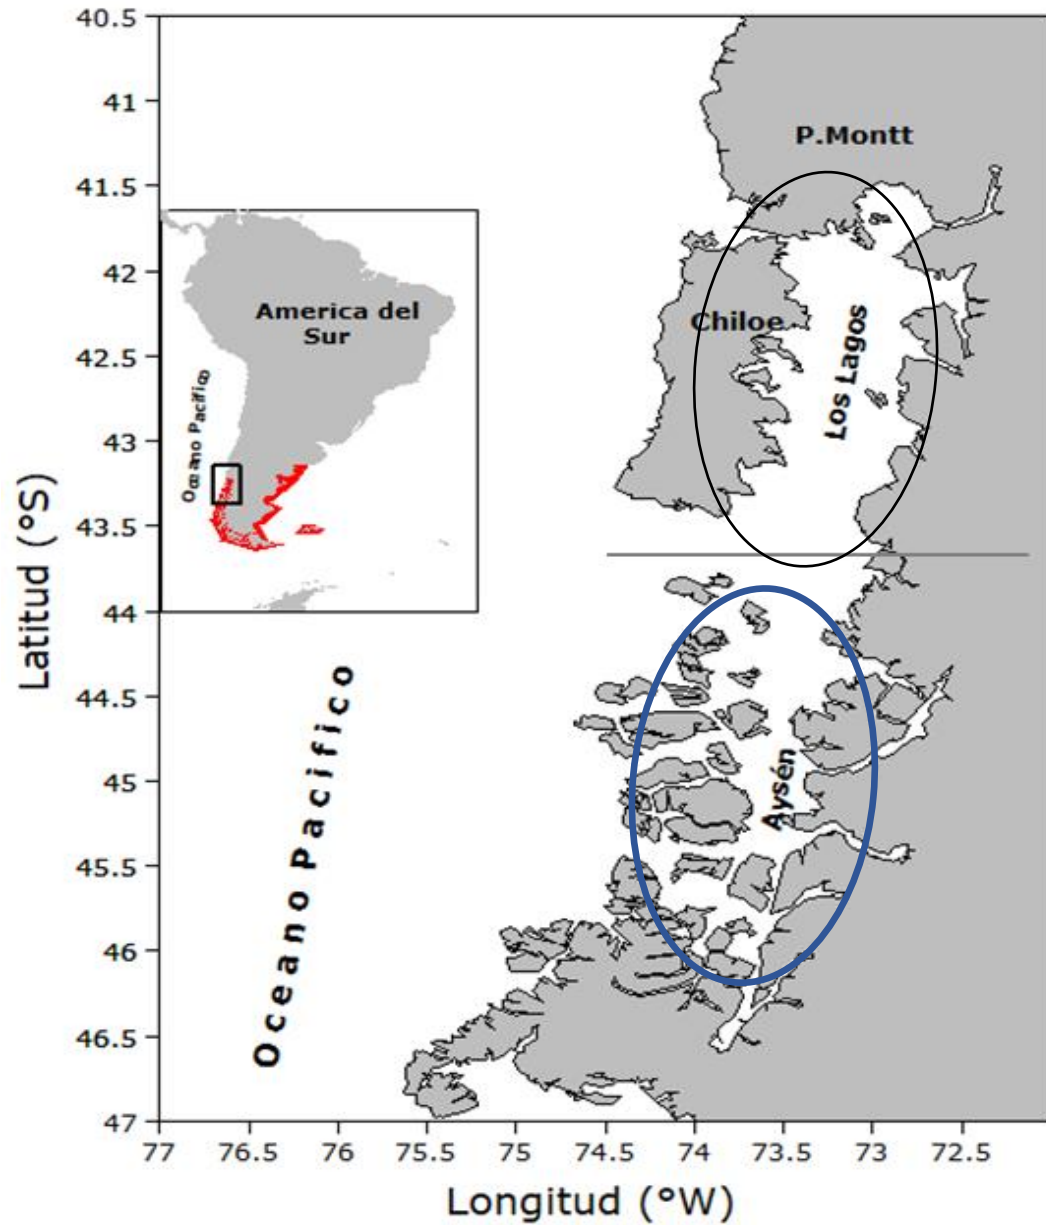 40.5
41
P.Montt
41.5
42
America del
Sur
Chiloe
Los Lagos
42.5
Oceano Pacifico
43
43.5
44
44.5
45
Aysén
45.5
46
46.5
47
Oceano Pacifico
Latitud (°S)
77
76.5
76
75.5
75
74.5
74
73.5
73
72.5
Longitud (°W)